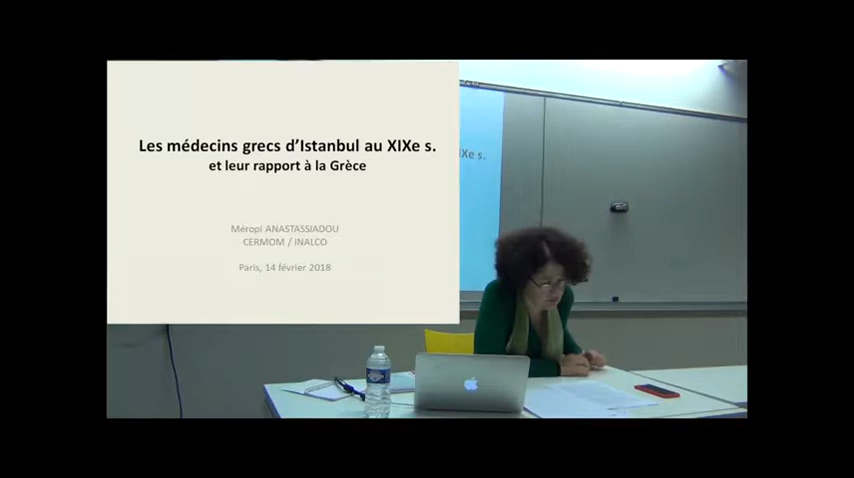 Les médecins grecs d'Istanbul au XIXe s.
et leur rapport à la Grèce
Méropi ANASTASSIADOU
CERMOM / INALCO
Paris, 14 février 2018
XIXe s.